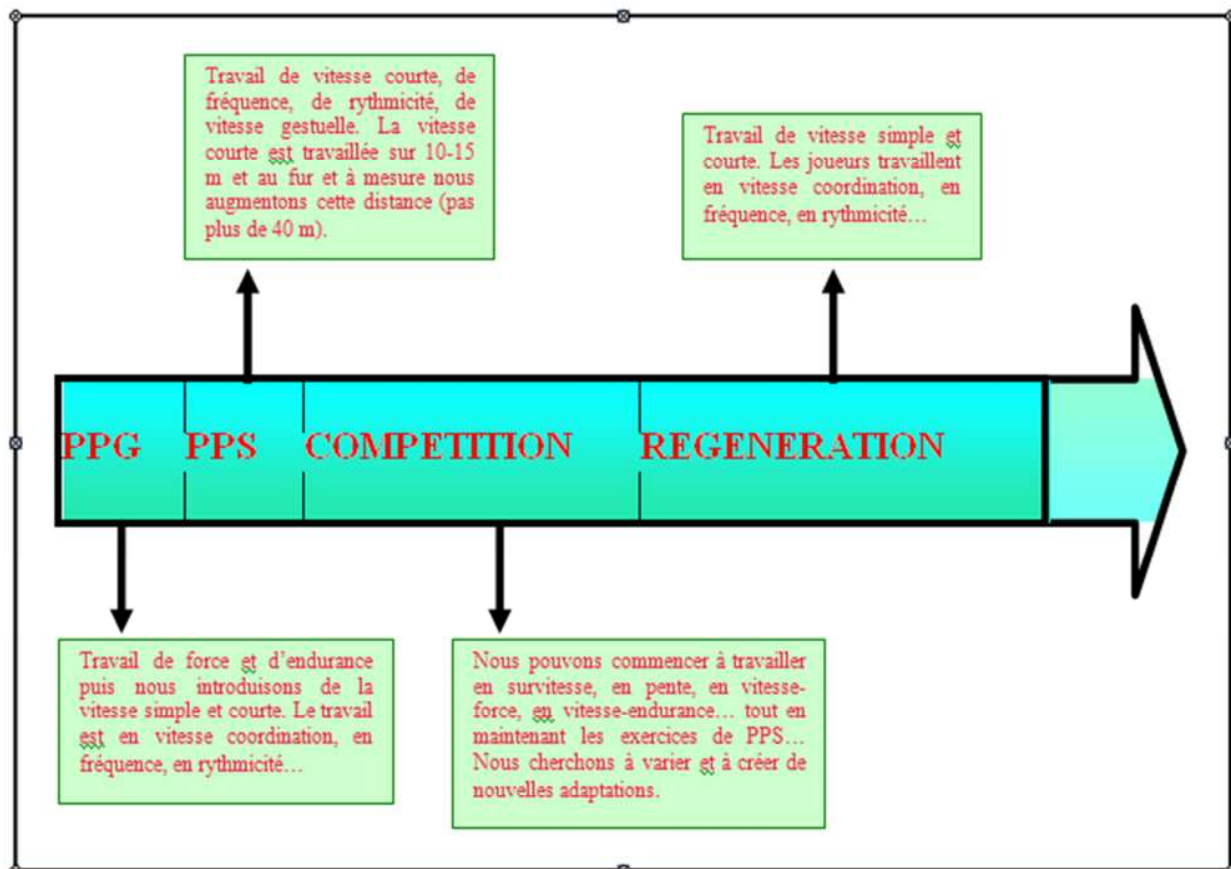 Travail de vitesse courte, de
fréquence, de rythmicité, de
vitesse gestuelle. La vitesse
courte est travaillée sur 10-15
m et au fur et à mesure nous
augmentons cette distance (pas
plus de 40 m).
Travail de vitesse simple et
courte. Les joueurs travaillent
en vitesse coordination, en
fréquence, en rythmicité…
PPG PPS COMPETITION REGENERATION
Travail de force et d’endurance
puis nous introduisons de la
vitesse simple et courte. Le travail
est en vitesse coordination, en
fréquence, en rythmicité…
Nous pouvons commencer à travailler
en survitesse, en pente, en vitesse-
force, en vitesse-endurance… tout en
maintenant les exercices de PPS…
Nous cherchons à varier et à créer de
nouvelles adaptations.